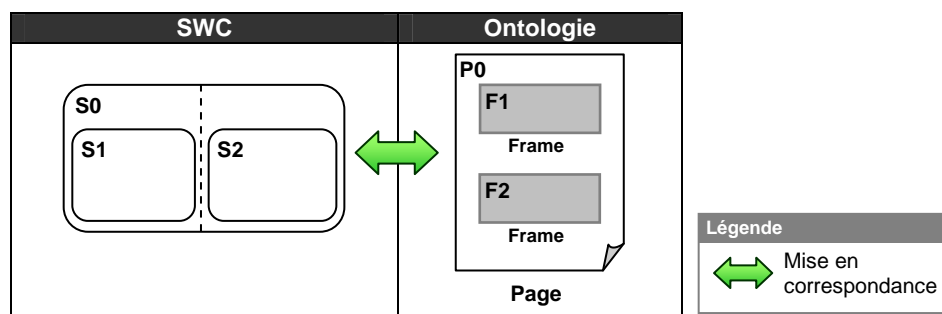 SWC
Ontologie
S0
S1
S2
P0
F1
Frame
F2
Frame
Page
Légende
Mise en
correspondance